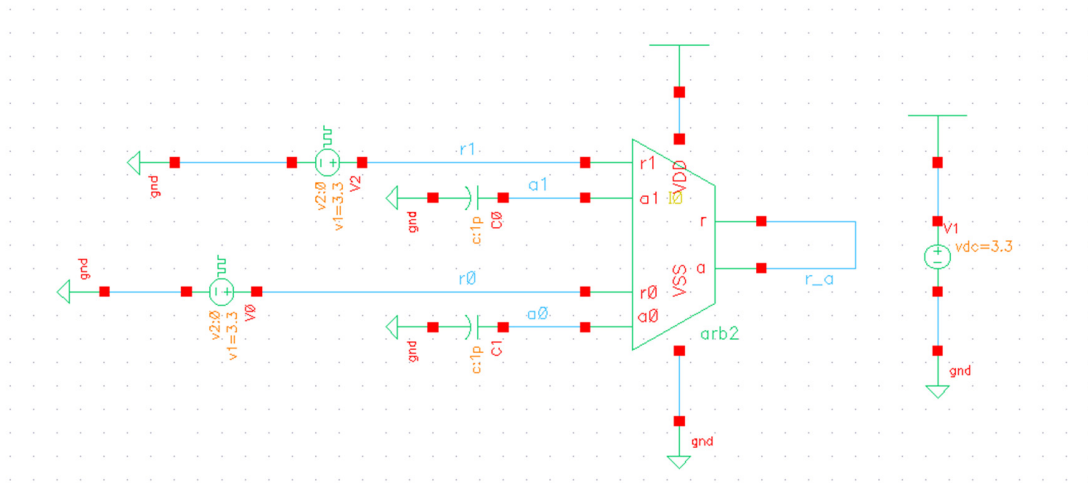 r1
gnd
v2:0
v1=3.3
V2
a1
gnd
c:1p
C0
r1
a1
I0
VDD
r
a
VSS
r_a
V1
vdc=3.3
gnd
r0
gnd
v2:0
v1=3.3
V0
a0
gnd
c:1p
C1
r0
a0
arb2
gnd